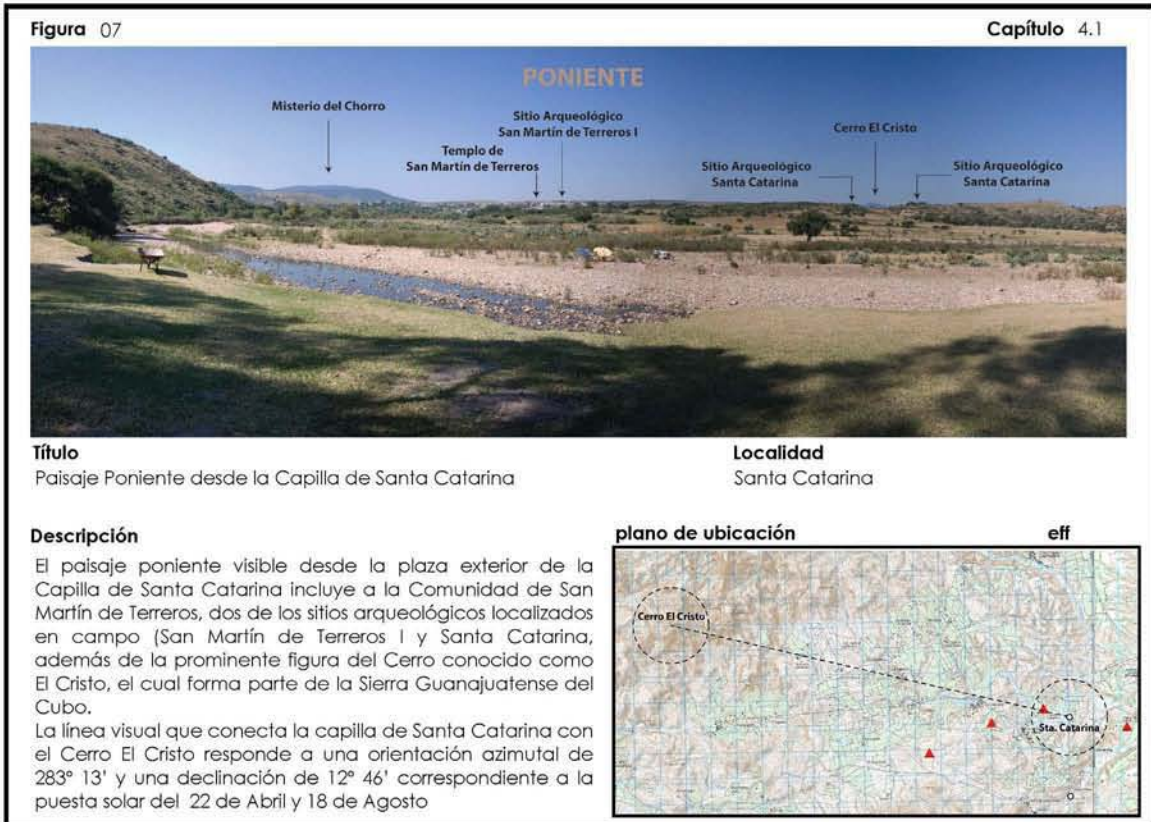 Figura 07
Capítulo 4.1
PONIENTE
Misterio del Chorro
Sitio Arqueológico
San Martín de Terreros I
Templo de
San Martín de Terreros
Cerro El Cristo
Sitio Arqueológico
Santa Catarina
Sitio Arqueológico
Santa Catarina
Título
Paisaje Poniente desde la Capilla de Santa Catarina
Localidad
Santa Catarina
Descripción
El paisaje poniente visible desde la plaza exterior de la
Capilla de Santa Catarina incluye a la Comunidad de San
Martín de Terreros, dos de los sitios arqueológicos localizados
en campo (San Martín de Terreros I y Santa Catarina,
además de la prominente figura del Cerro conocido como
El Cristo, el cual forma parte de la Sierra Guanajuatense del
Cubo.
La línea visual que conecta la capilla de Santa Catarina con
el Cerro El Cristo responde a una orientación azimutal de
283° 13' y una declinación de 12° 46' correspondiente a la
puesta solar del 22 de Abril y 18 de Agosto
plano de ubicación
eff
Cerro El Cristo
Sta. Catarina